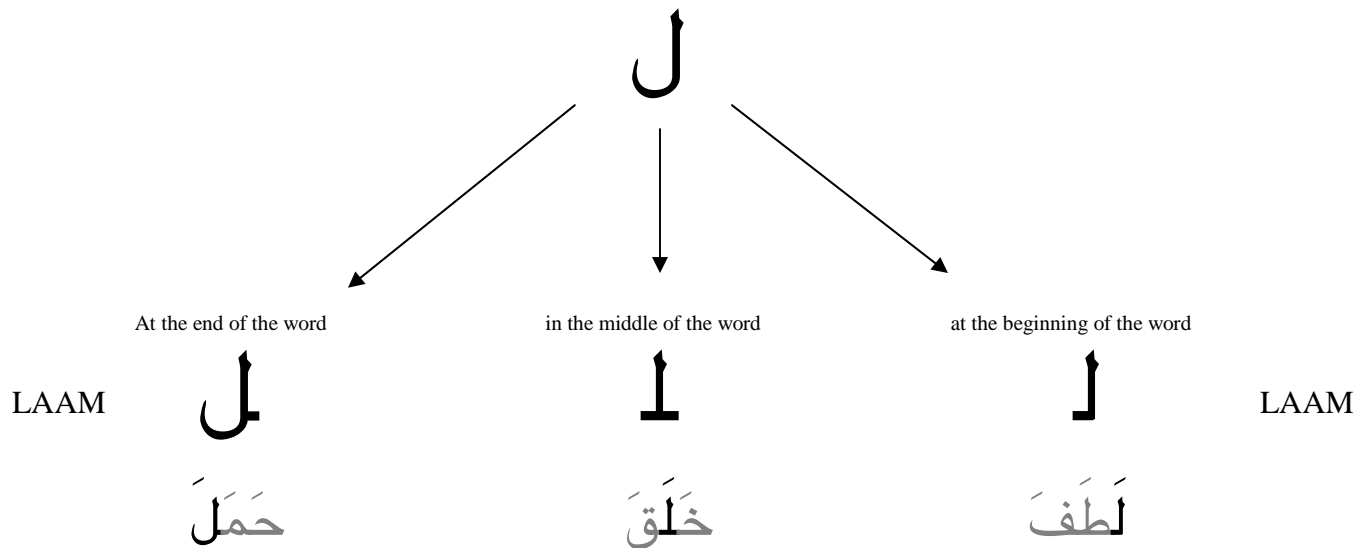 ل
At the end of the word in the middle of the word at the beginning of the word
LAAM ـل ـلـ لـ LAAM
حَمَلَ خَلَقَ لَطَفَ